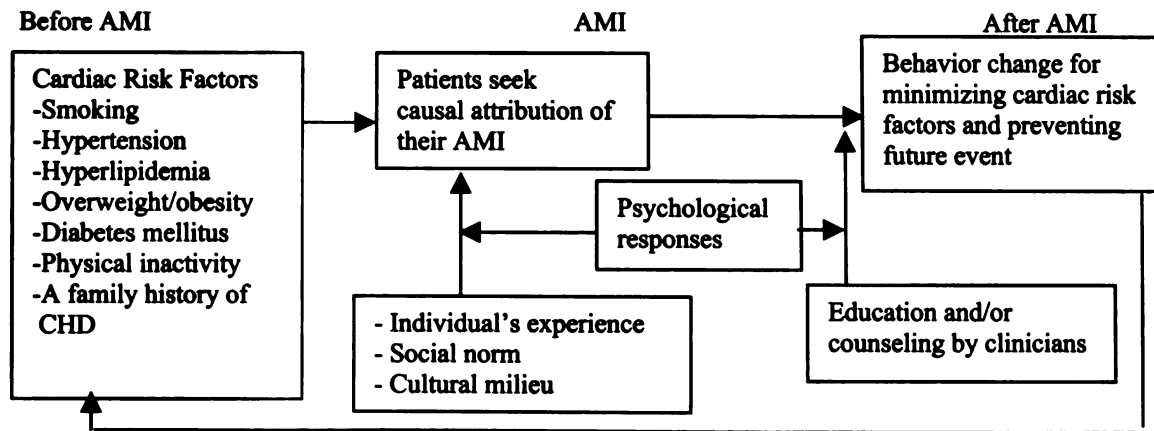 Before AMI
AMI
After AMI
Cardiac Risk Factors
-Smoking
-Hypertension
-Hyperlipidemia
-Overweight/obesity
-Diabetes mellitus
-Physical inactivity
-A family history of
CHD
Patients seek
causal attribution of
their AMI
Behavior change for
minimizing cardiac risk
factors and preventing
future event
Psychological
responses
- Individual's experience
- Social norm
- Cultural milieu
Education and/or
counseling by clinicians